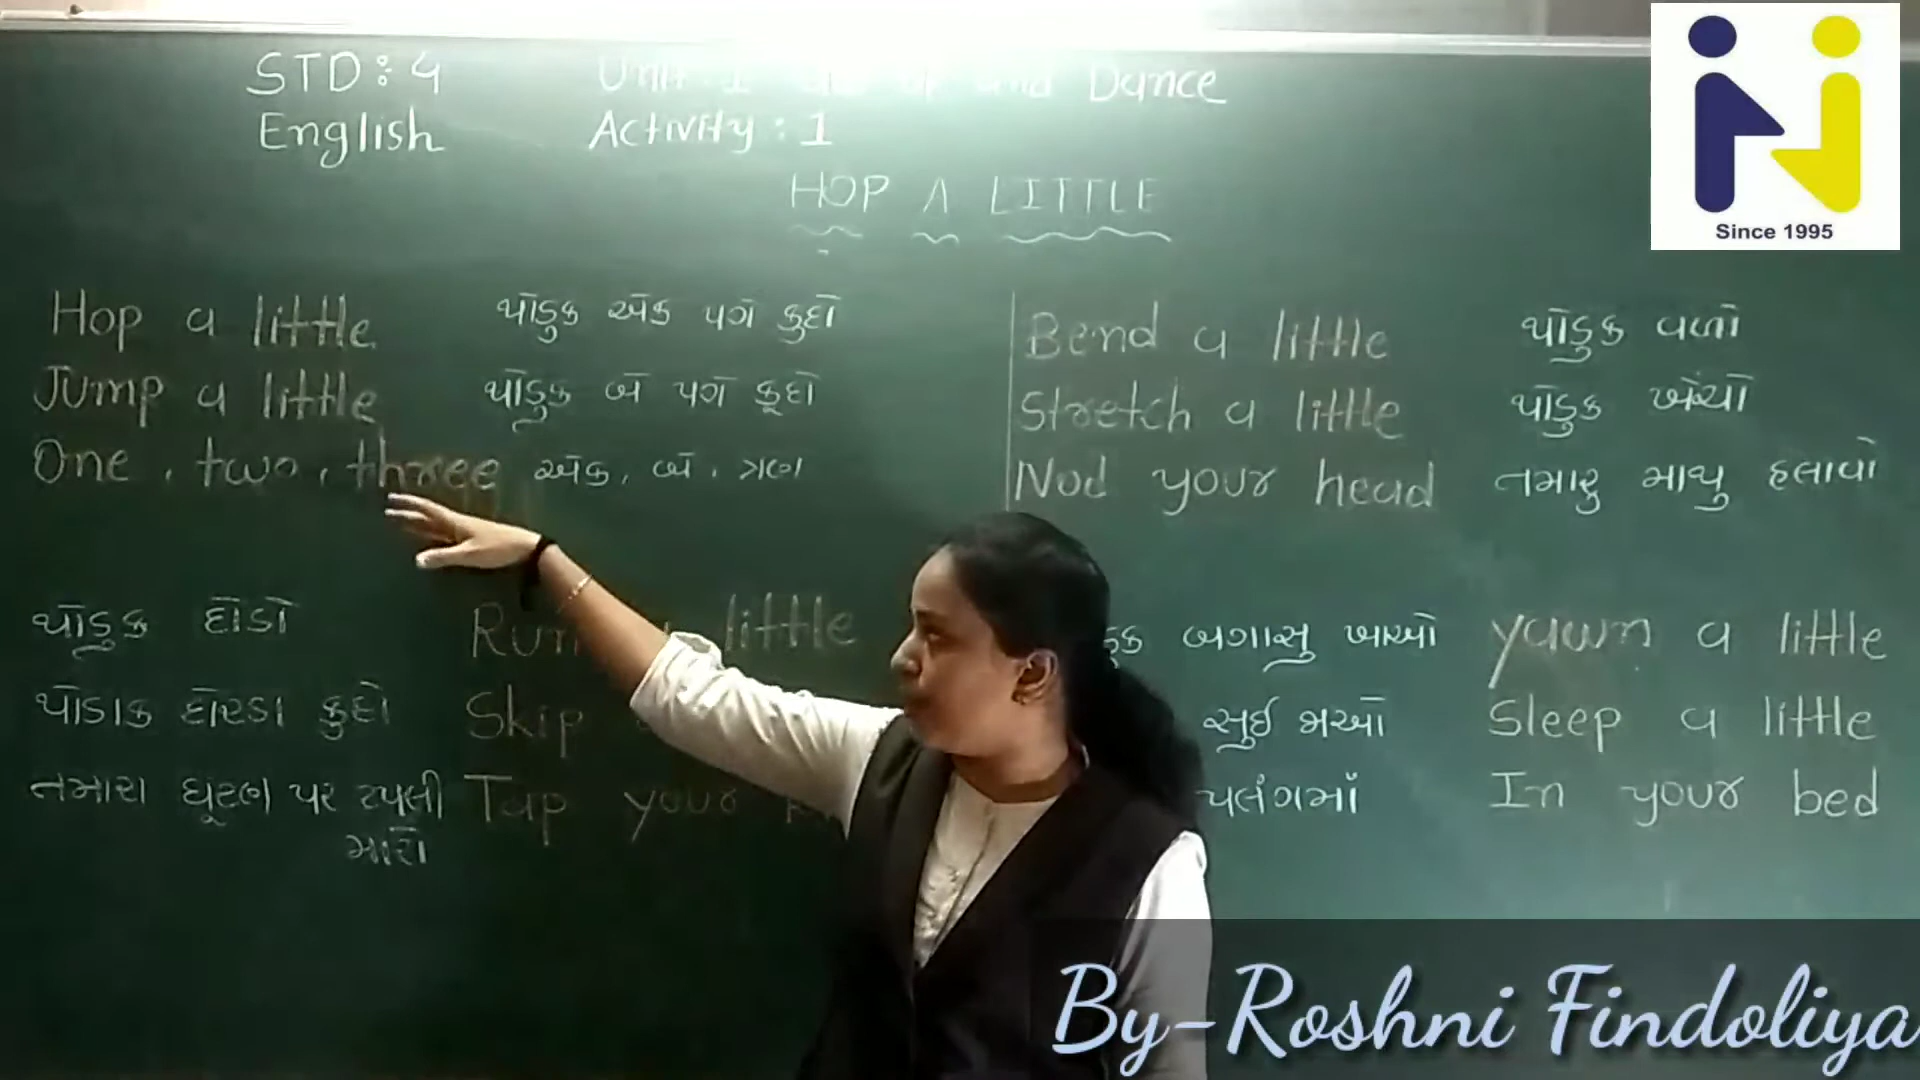 STD : 4
English
Unit 1 and Dance
Activity : 1
HOP A LITTLE
Hop a little થોડુક એક પગે કુદો
Jump a little થોડુક બે પગે કૂદો
One, two, three એક, બે, ત્રણ
Bend a little થોડુક વળો
Stretch a little થોડુક ખેંચો
Nod your head તમારુ માથુ હલાવો
થોડુક દોડો Run little
થોડાક દોરડા કુદો Skip
તમારા ઘૂંટણ પર ટપલી Tap your
મારો
બગાસુ ખાઓ yawn a little
સુઈ જાઓ Sleep a little
પલંગમાં In your bed
Since 1995
By-Roshni Findoliya